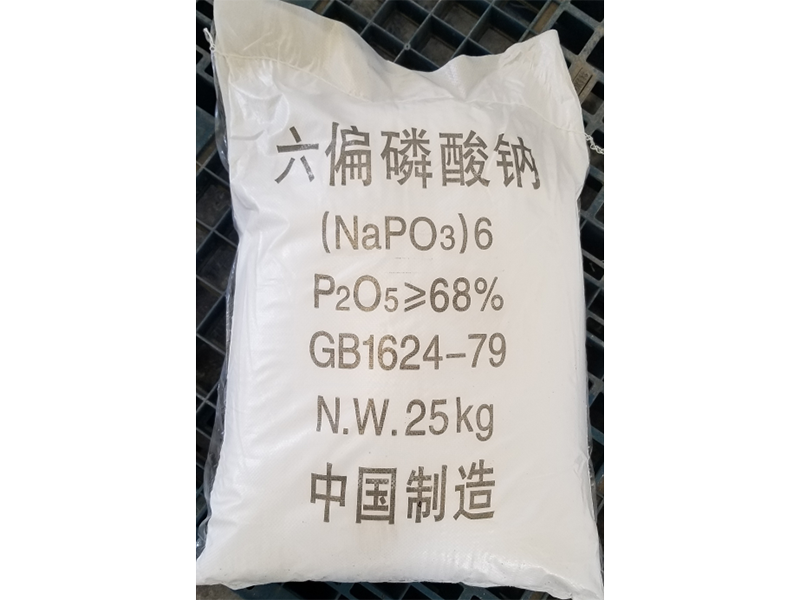 六偏磷酸钠
(NaPO3)6
P2O5≥68%
GB1624-79
N.W.25kg
中国制造